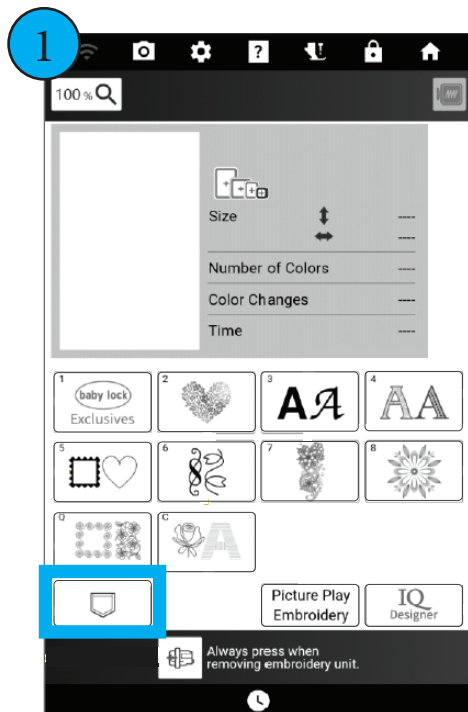 1
?
100 %
Size ----
----
Number of Colors ----
Color Changes ----
Time ----
1
baby lock
Exclusives
2
3
AA
4
AA
5
6
7
8
Q
C
A
Picture Play
Embroidery
IQ
Designer
Always press when
removing embroidery unit.